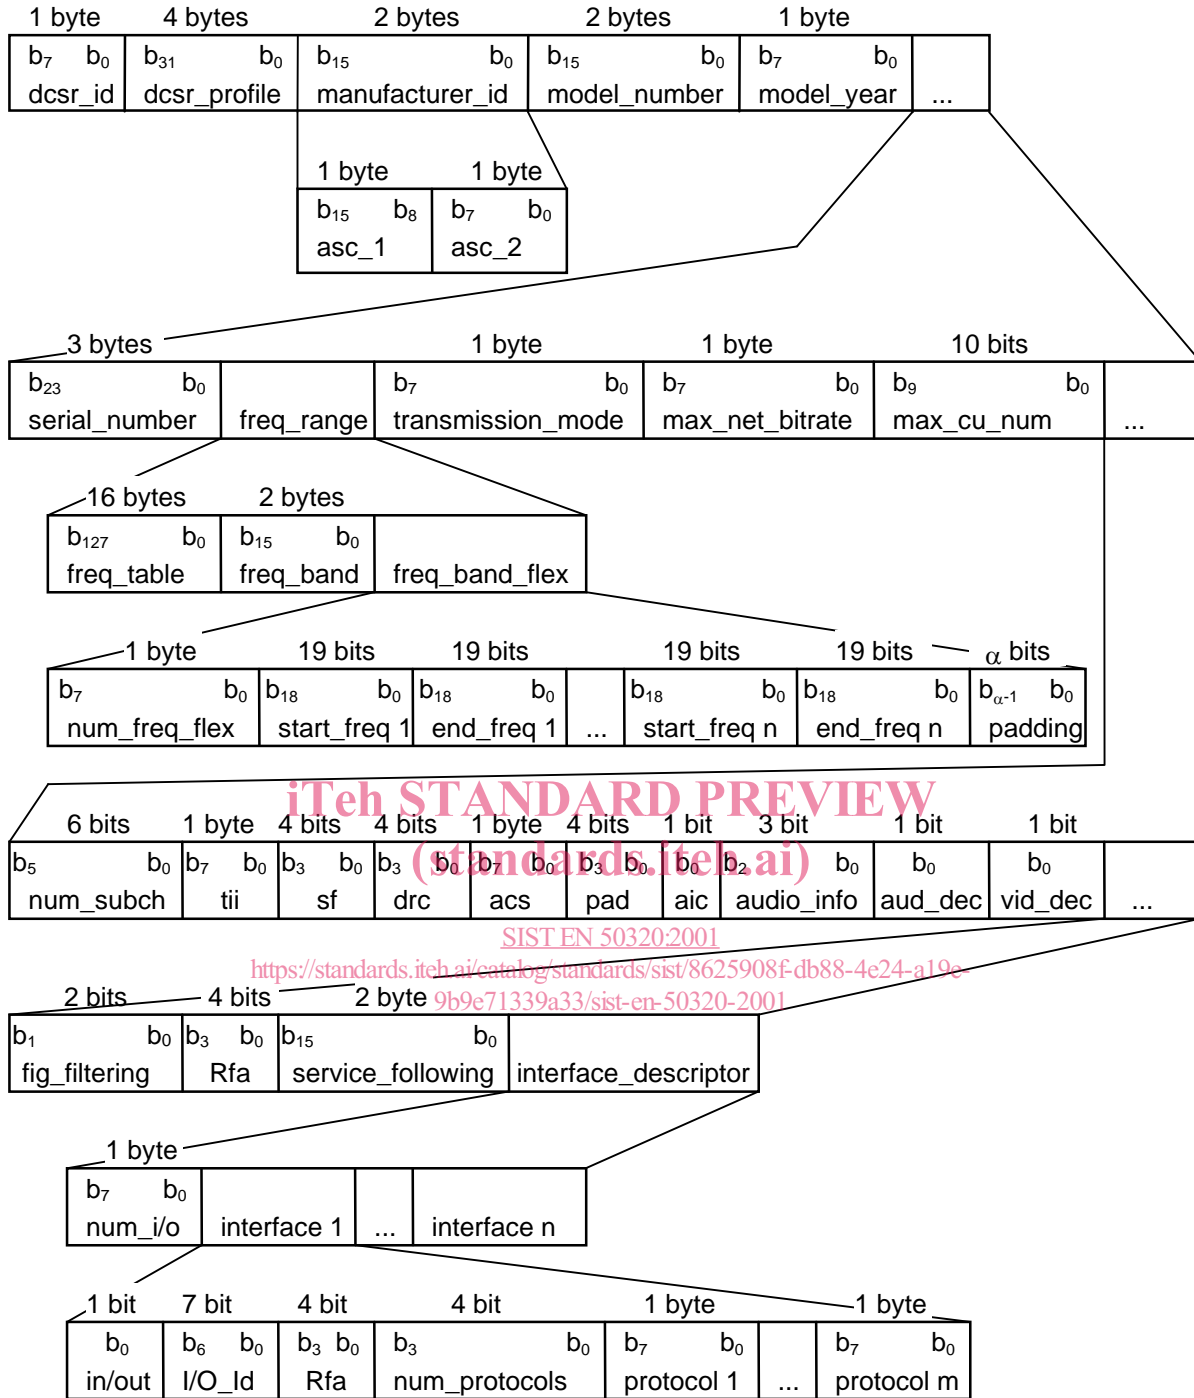 1 byte 4 bytes 2 bytes 2 bytes 1 byte
b7 b0 b31 b0 b15 b0 b15 b0 b7 b0
dcsr_id dcsr_profile manufacturer_id model_number model_year ...
1 byte 1 byte
b15 b8 b7 b0
asc_1 asc_2
3 bytes 1 byte 1 byte 10 bits
b23 b0 b7 b0 b7 b0 b9 b0
serial_number freq_range transmission_mode max_net_bitrate max_cu_num ...
16 bytes 2 bytes
b127 b0 b15 b0
freq_table freq_band freq_band_flex
1 byte 19 bits 19 bits 19 bits 19 bits α bits
b7 b0 b18 b0 b18 b0 b18 b0 b18 b0 bα-1 b0
num_freq_flex start_freq 1 end_freq 1 ... start_freq n end_freq n padding
iTeh STANDARD PREVIEW
6 bits 1 byte 4 bits 4 bits 1 byte 4 bits 1 bit 3 bit 1 bit 1 bit
(standards.iteh.ai)
b5 b0 b7 b0 b3 b0 b3 b0 b7 b0 b3 b0 b0 b2 b0 b0 b0
num_subch tii sf drc acs pad aic audio_info aud_dec vid_dec ...
SIST EN 50320:2001
https://standards.iteh.ai/catalog/standards/sist/8625908f-db88-4e24-a19e-
9b9e71339a33/sist-en-50320-2001
2 bits 4 bits 2 byte
b1 b0 b3 b0 b15 b0
fig_filtering Rfa service_following interface_descriptor
1 byte
b7 b0
num_i/o interface 1 ... interface n
1 bit 7 bit 4 bit 4 bit 1 byte 1 byte
b0 b6 b0 b3 b0 b3 b0 b7 b0 b7 b0
in/out I/O_Id Rfa num_protocols protocol 1 ... protocol m